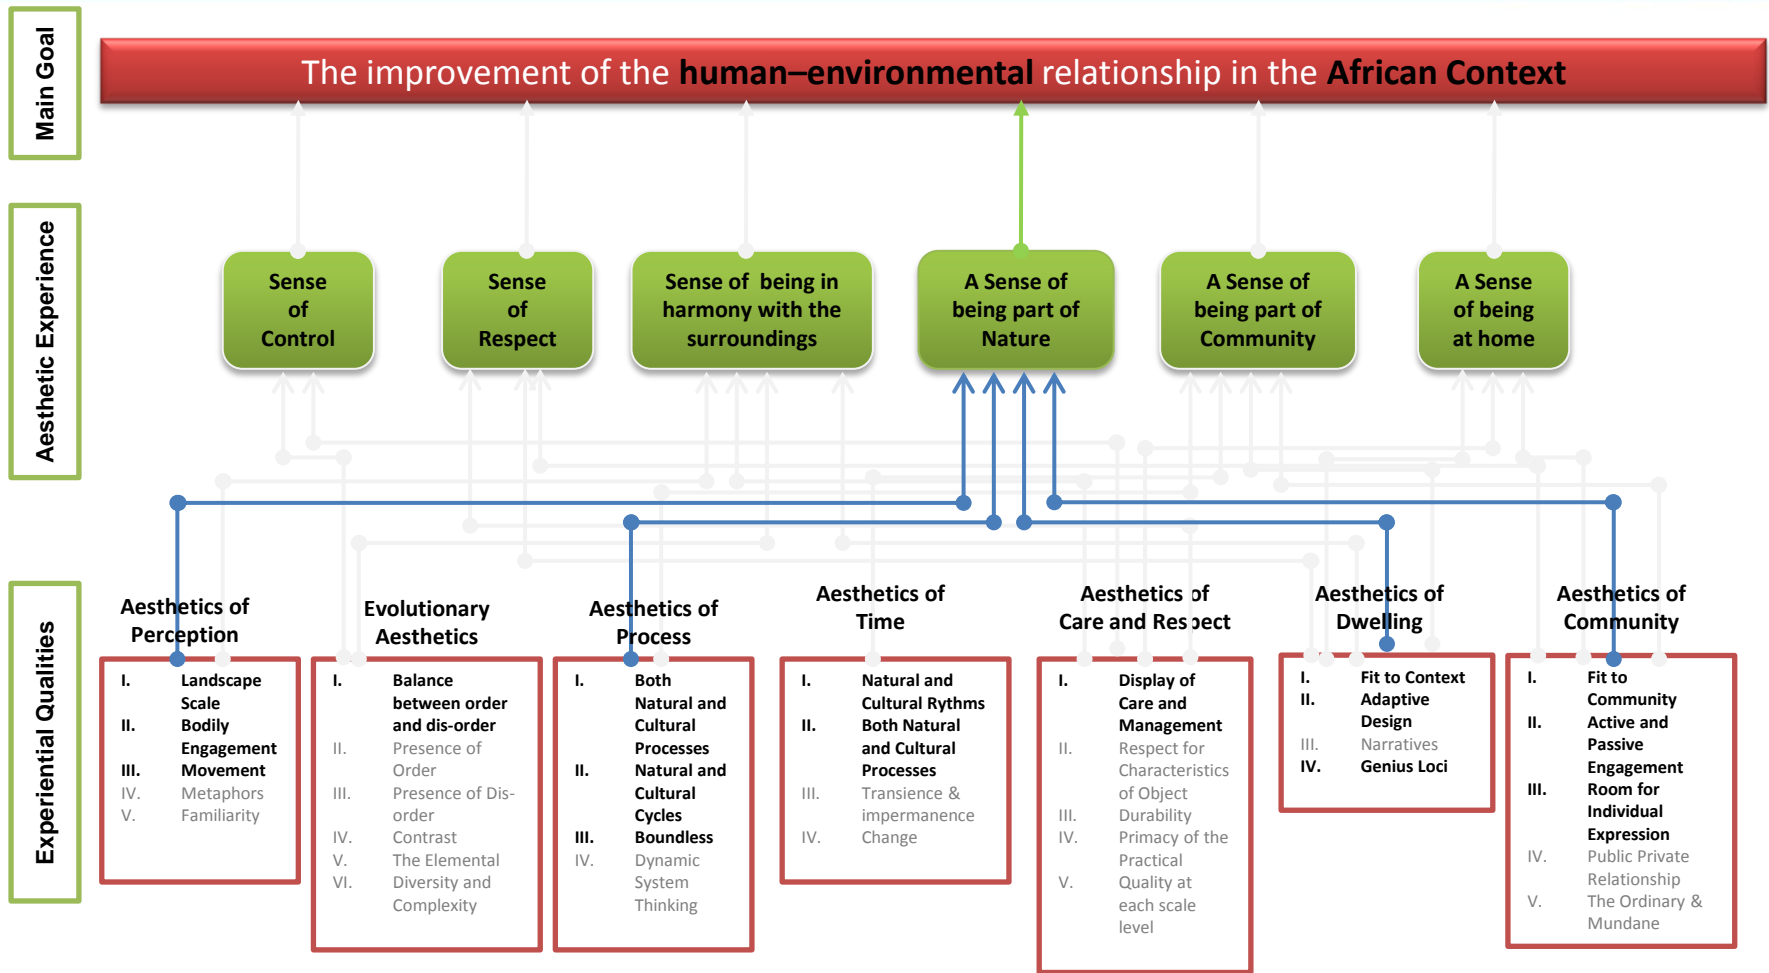 Main Goal
The improvement of the human–environmental relationship in the African Context
Aesthetic Experience
Sense
of
Control
Sense
of
Respect
Sense of being in
harmony with the
surroundings
A Sense of
being part of
Nature
A Sense of
being part of
Community
A Sense
of being
at home
Experiential Qualities
Aesthetics of
Perception
I. Landscape
Scale
II. Bodily
Engagement
III. Movement
IV. Metaphors
V. Familiarity
Evolutionary
Aesthetics
I. Balance
between order
and dis-order
II. Presence of
Order
III. Presence of Dis-
order
IV. Contrast
V. The Elemental
VI. Diversity and
Complexity
Aesthetics of
Process
I. Both
Natural and
Cultural
Processes
II. Natural and
Cultural
Cycles
III. Boundless
IV. Dynamic
System
Thinking
Aesthetics of
Time
I. Natural and
Cultural Rythms
II. Both Natural
and Cultural
Processes
III. Transience &
impermanence
IV. Change
Aesthetics of
Care and Respect
I. Display of
Care and
Management
II. Respect for
Characteristics
of Object
III. Durability
IV. Primacy of the
Practical
V. Quality at
each scale
level
Aesthetics of
Dwelling
I. Fit to Context
II. Adaptive
Design
III. Narratives
IV. Genius Loci
Aesthetics of
Community
I. Fit to
Community
II. Active and
Passive
Engagement
III. Room for
Individual
Expression
IV. Public Private
Relationship
V. The Ordinary &
Mundane